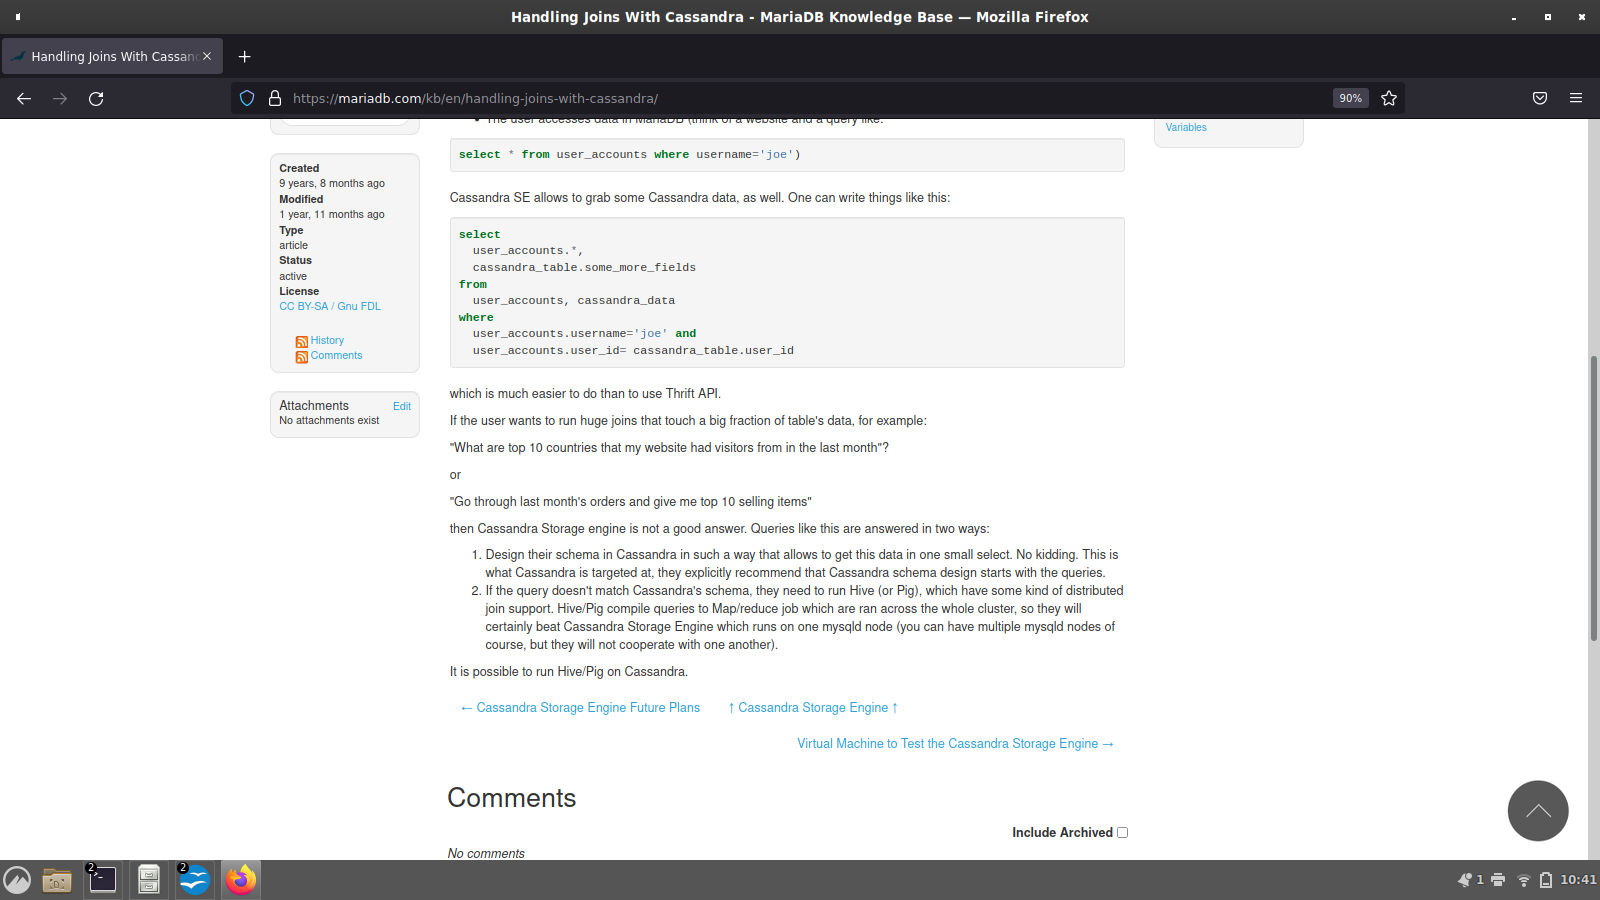 Handling Joins With Cassandra - MariaDB Knowledge Base — Mozilla Firefox
Handling Joins With Cassan
https://mariadb.com/kb/en/handling-joins-with-cassandra/
90%
The user accesses data in MariaDB (think of a website and a query like:
Variables
select * from user_accounts where username='joe')
Created
9 years, 8 months ago
Modified
1 year, 11 months ago
Type
article
Status
active
License
CC BY-SA / Gnu FDL
History
Comments
Attachments Edit
No attachments exist
Cassandra SE allows to grab some Cassandra data, as well. One can write things like this:
select
user_accounts.*,
cassandra_table.some_more_fields
from
user_accounts, cassandra_data
where
user_accounts.username='joe' and
user_accounts.user_id= cassandra_table.user_id
which is much easier to do than to use Thrift API.
If the user wants to run huge joins that touch a big fraction of table's data, for example:
"What are top 10 countries that my website had visitors from in the last month"?
or
"Go through last month's orders and give me top 10 selling items"
then Cassandra Storage engine is not a good answer. Queries like this are answered in two ways:
1. Design their schema in Cassandra in such a way that allows to get this data in one small select. No kidding. This is
what Cassandra is targeted at, they explicitly recommend that Cassandra schema design starts with the queries.
2. If the query doesn't match Cassandra's schema, they need to run Hive (or Pig), which have some kind of distributed
join support. Hive/Pig compile queries to Map/reduce job which are ran across the whole cluster, so they will
certainly beat Cassandra Storage Engine which runs on one mysqld node (you can have multiple mysqld nodes of
course, but they will not cooperate with one another).
It is possible to run Hive/Pig on Cassandra.
← Cassandra Storage Engine Future Plans ↑ Cassandra Storage Engine ↑
Virtual Machine to Test the Cassandra Storage Engine →
Comments
Include Archived
No comments
2 2 1 10:41